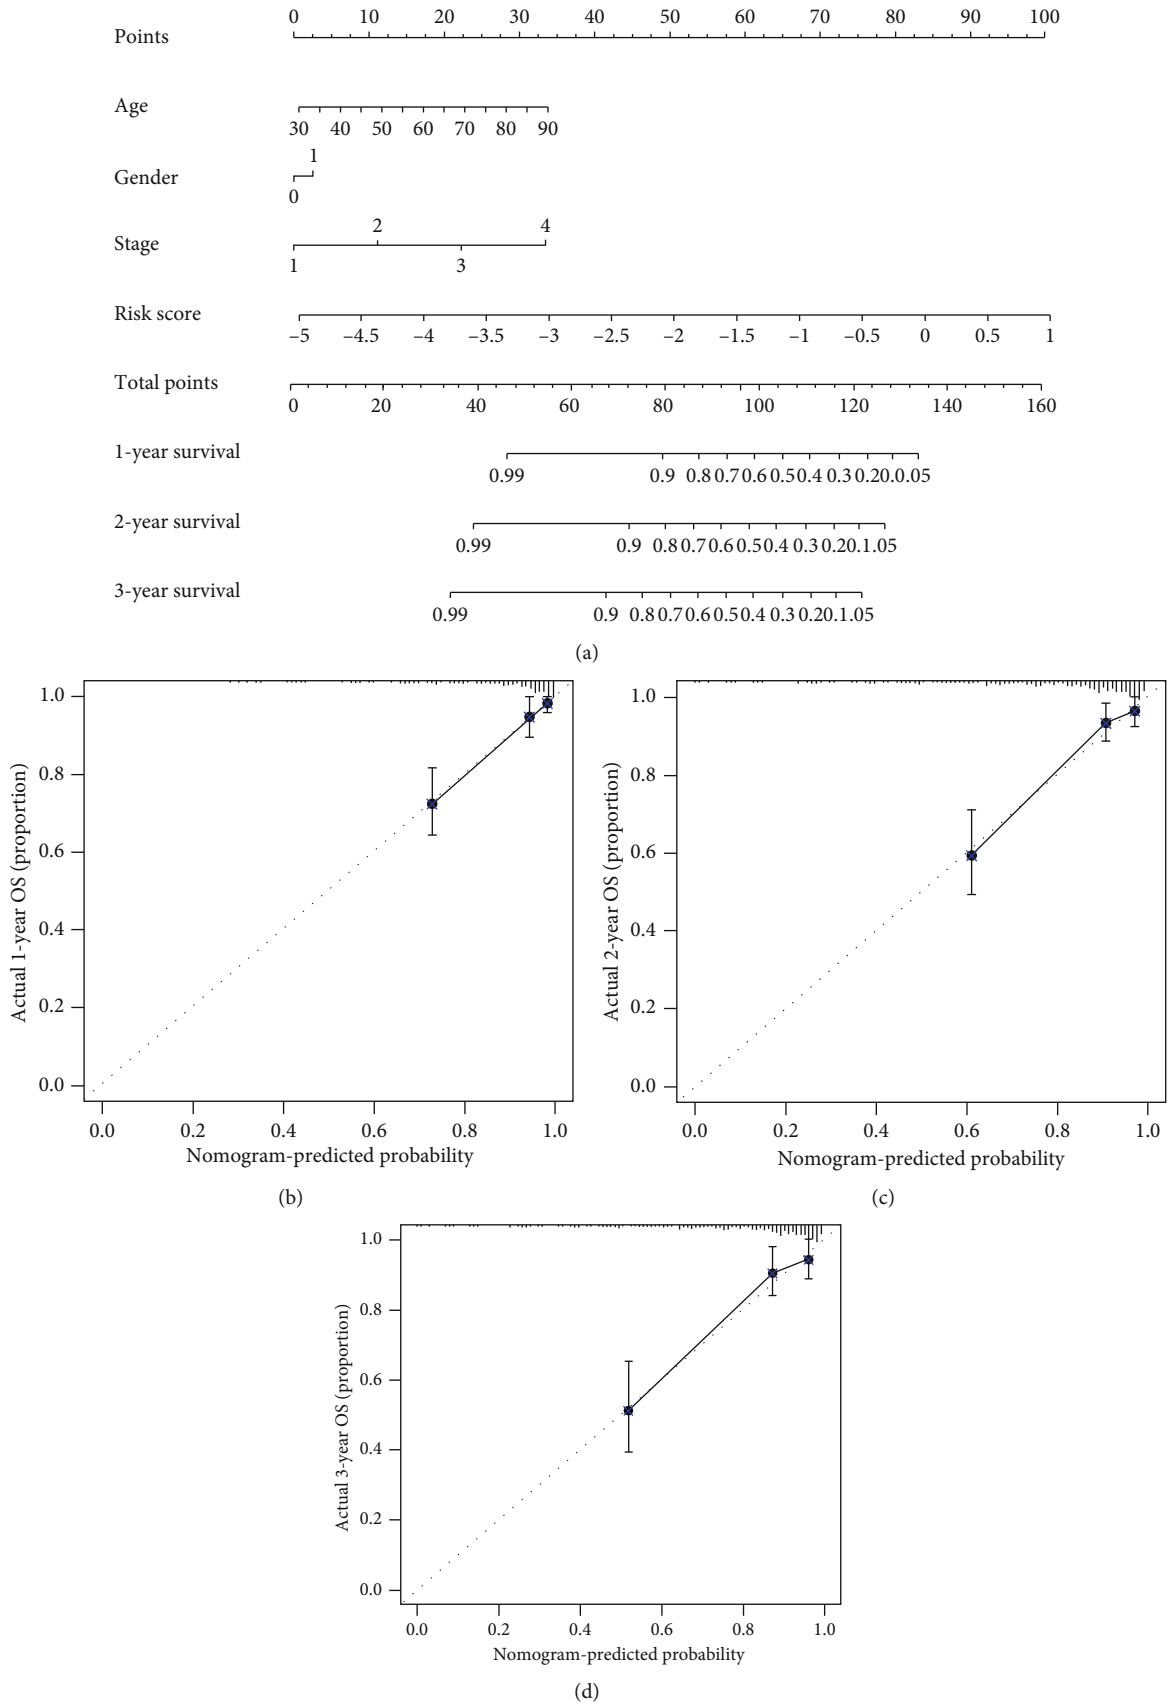 0 10 20 30 40 50 60 70 80 90 100
Points
Age
30 40 50 60 70 80 90
1
Gender
0
2 4
Stage
1 3
Risk score
–5 –4.5 –4 –3.5 –3 –2.5 –2 –1.5 –1 –0.5 0 0.5 1
Total points
0 20 40 60 80 100 120 140 160
1-year survival
0.99 0.9 0.8 0.7 0.6 0.5 0.4 0.3 0.20.0.05
2-year survival
0.99 0.9 0.8 0.7 0.6 0.5 0.4 0.3 0.20.1.05
3-year survival
0.99 0.9 0.8 0.7 0.6 0.5 0.4 0.3 0.20.1.05
(a)
1.0
0.8
0.6
0.4
0.2
0.0
Actual 1-year OS (proportion)
0.0 0.2 0.4 0.6 0.8 1.0
Nomogram-predicted probability
(b)
1.0
0.8
0.6
0.4
0.2
0.0
Actual 2-year OS (proportion)
0.0 0.2 0.4 0.6 0.8 1.0
Nomogram-predicted probability
(c)
1.0
0.8
0.6
0.4
0.2
0.0
Actual 3-year OS (proportion)
0.0 0.2 0.4 0.6 0.8 1.0
Nomogram-predicted probability
(d)